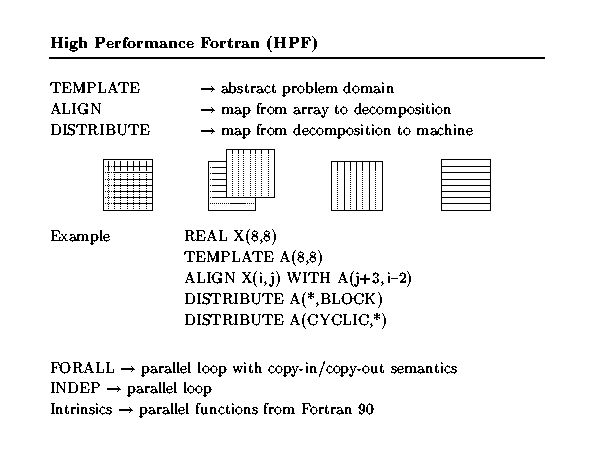 High Performance Fortran (HPF)
TEMPLATE → abstract problem domain
ALIGN → map from array to decomposition
DISTRIBUTE → map from decomposition to machine
Example REAL X(8,8)
TEMPLATE A(8,8)
ALIGN X(i,j) WITH A(j+3,i−2)
DISTRIBUTE A(*,BLOCK)
DISTRIBUTE A(CYCLIC,*)
FORALL → parallel loop with copy-in/copy-out semantics
INDEP → parallel loop
Intrinsics → parallel functions from Fortran 90